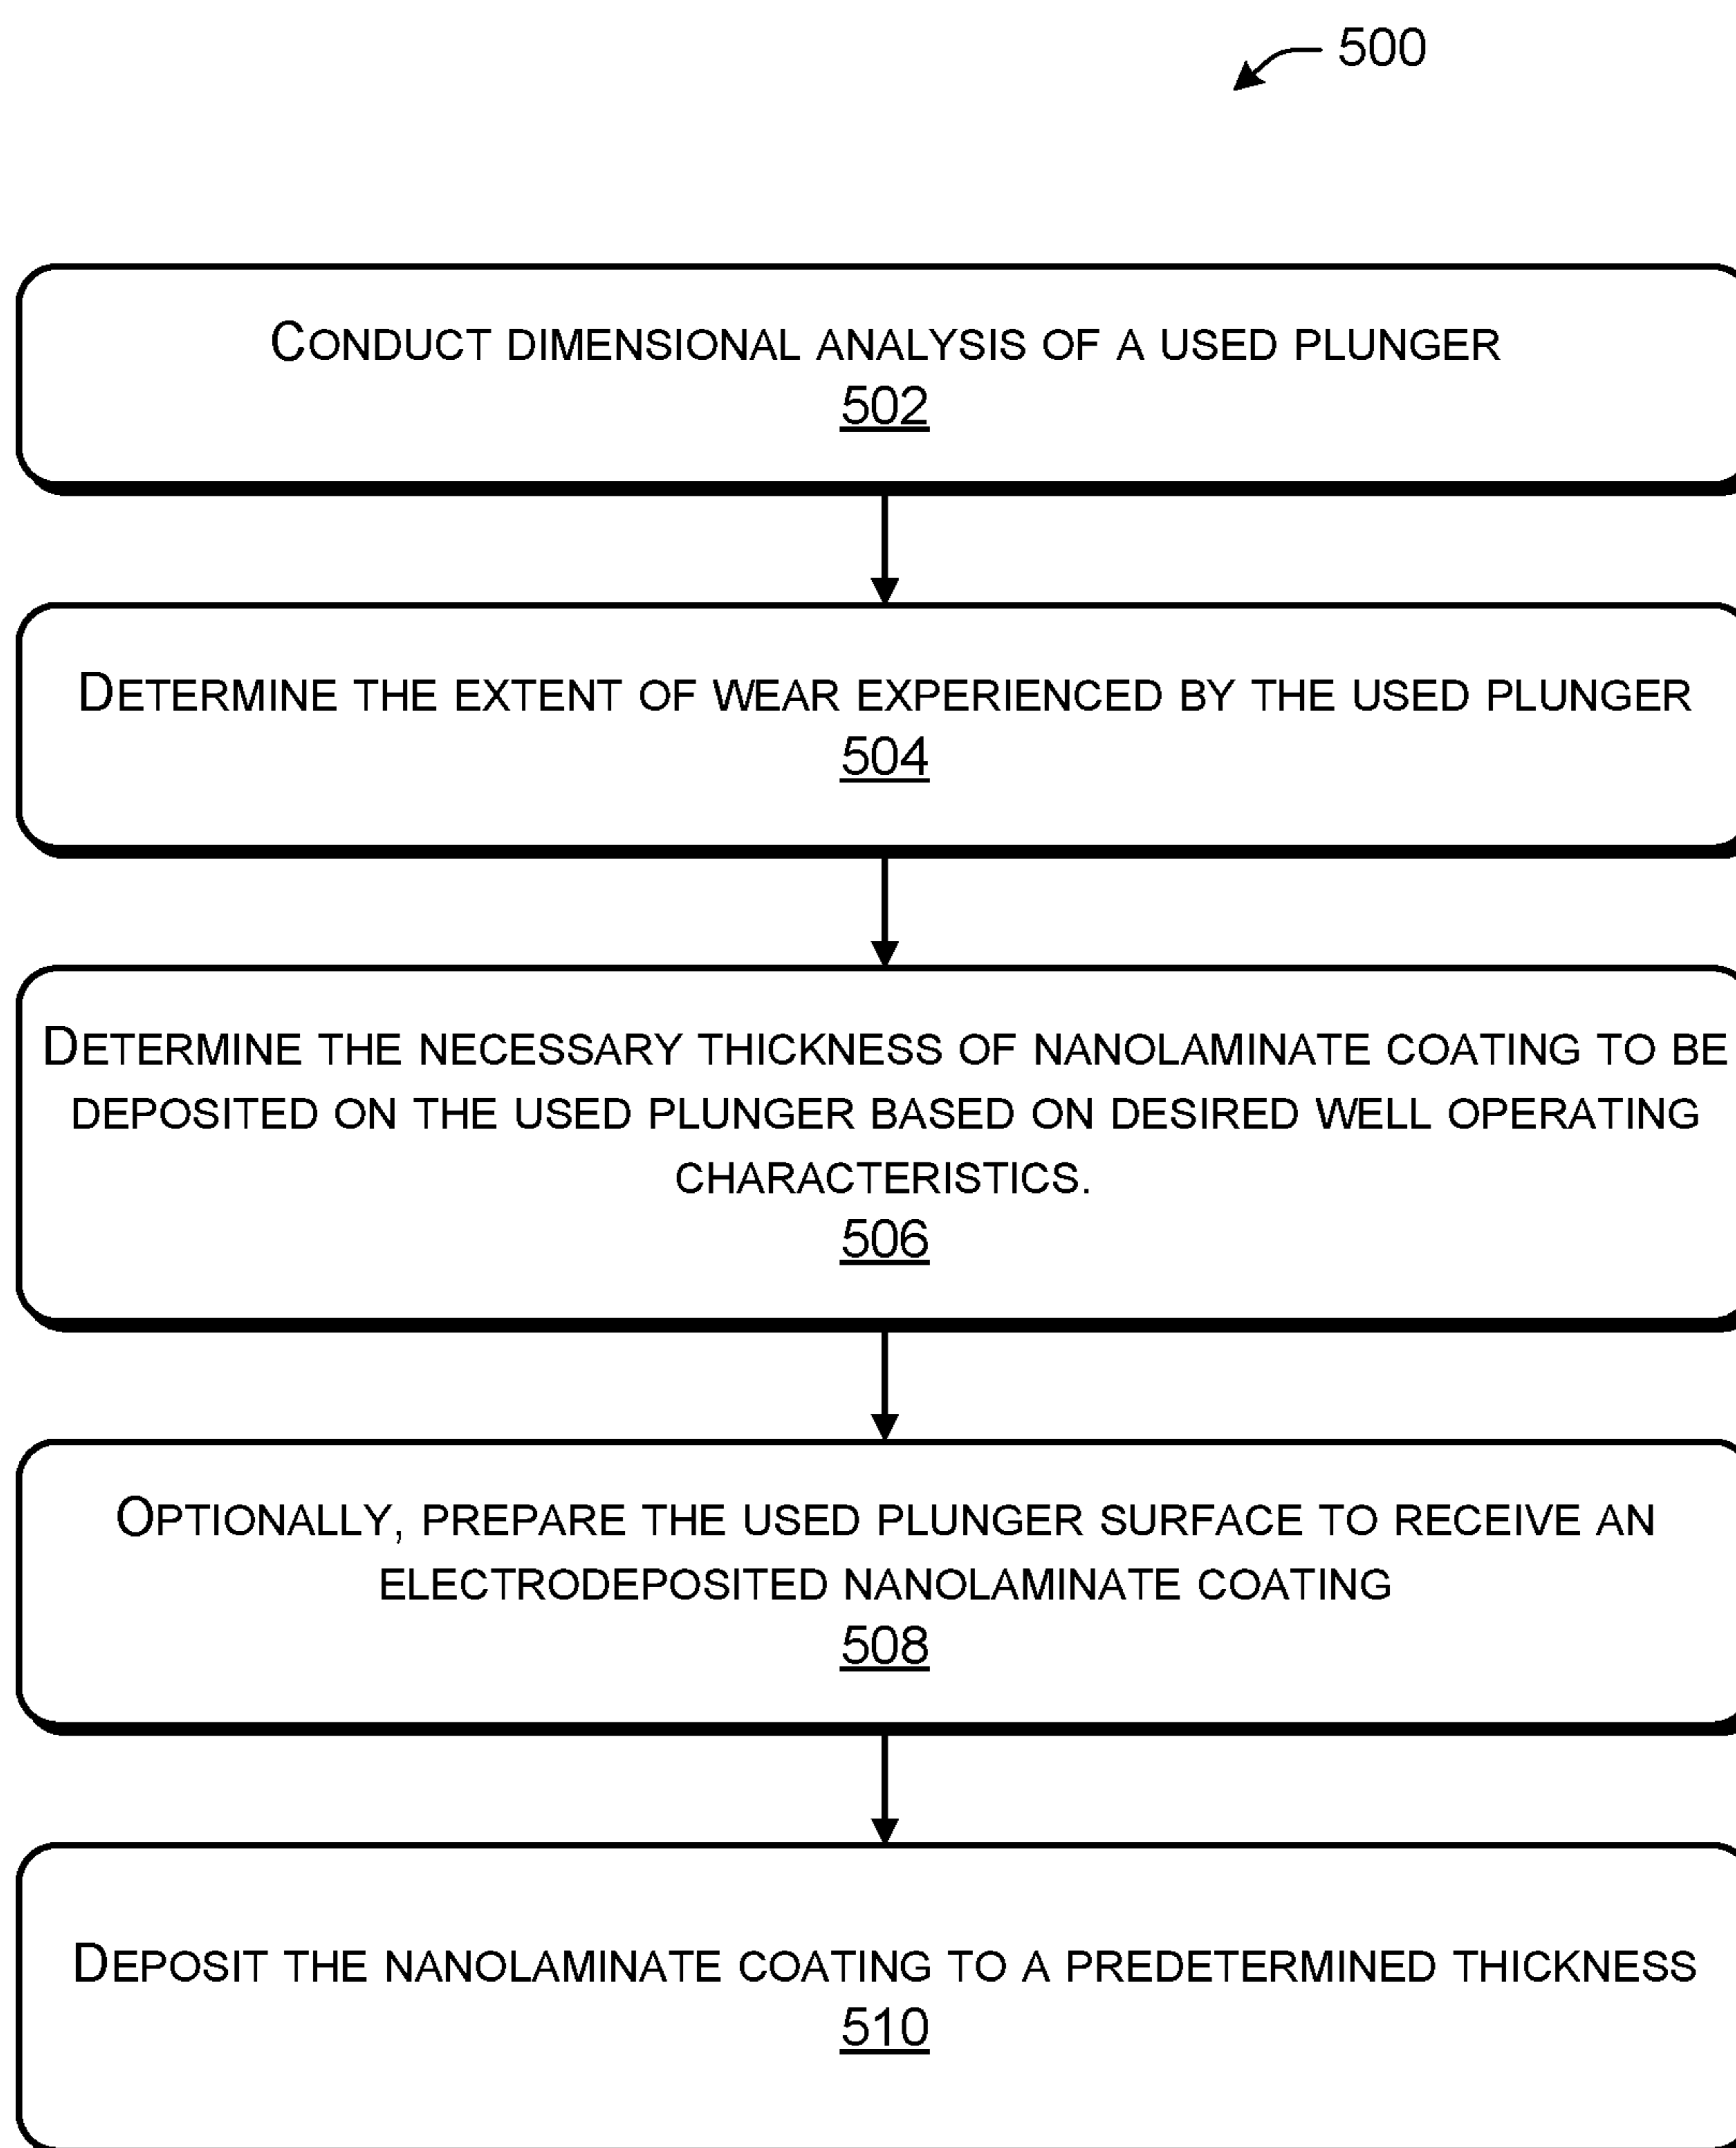 500
CONDUCT DIMENSIONAL ANALYSIS OF A USED PLUNGER
502
DETERMINE THE EXTENT OF WEAR EXPERIENCED BY THE USED PLUNGER
504
DETERMINE THE NECESSARY THICKNESS OF NANOLAMINATE COATING TO BE
DEPOSITED ON THE USED PLUNGER BASED ON DESIRED WELL OPERATING
CHARACTERISTICS.
506
OPTIONALLY, PREPARE THE USED PLUNGER SURFACE TO RECEIVE AN
ELECTRODEPOSITED NANOLAMINATE COATING
508
DEPOSIT THE NANOLAMINATE COATING TO A PREDETERMINED THICKNESS
510